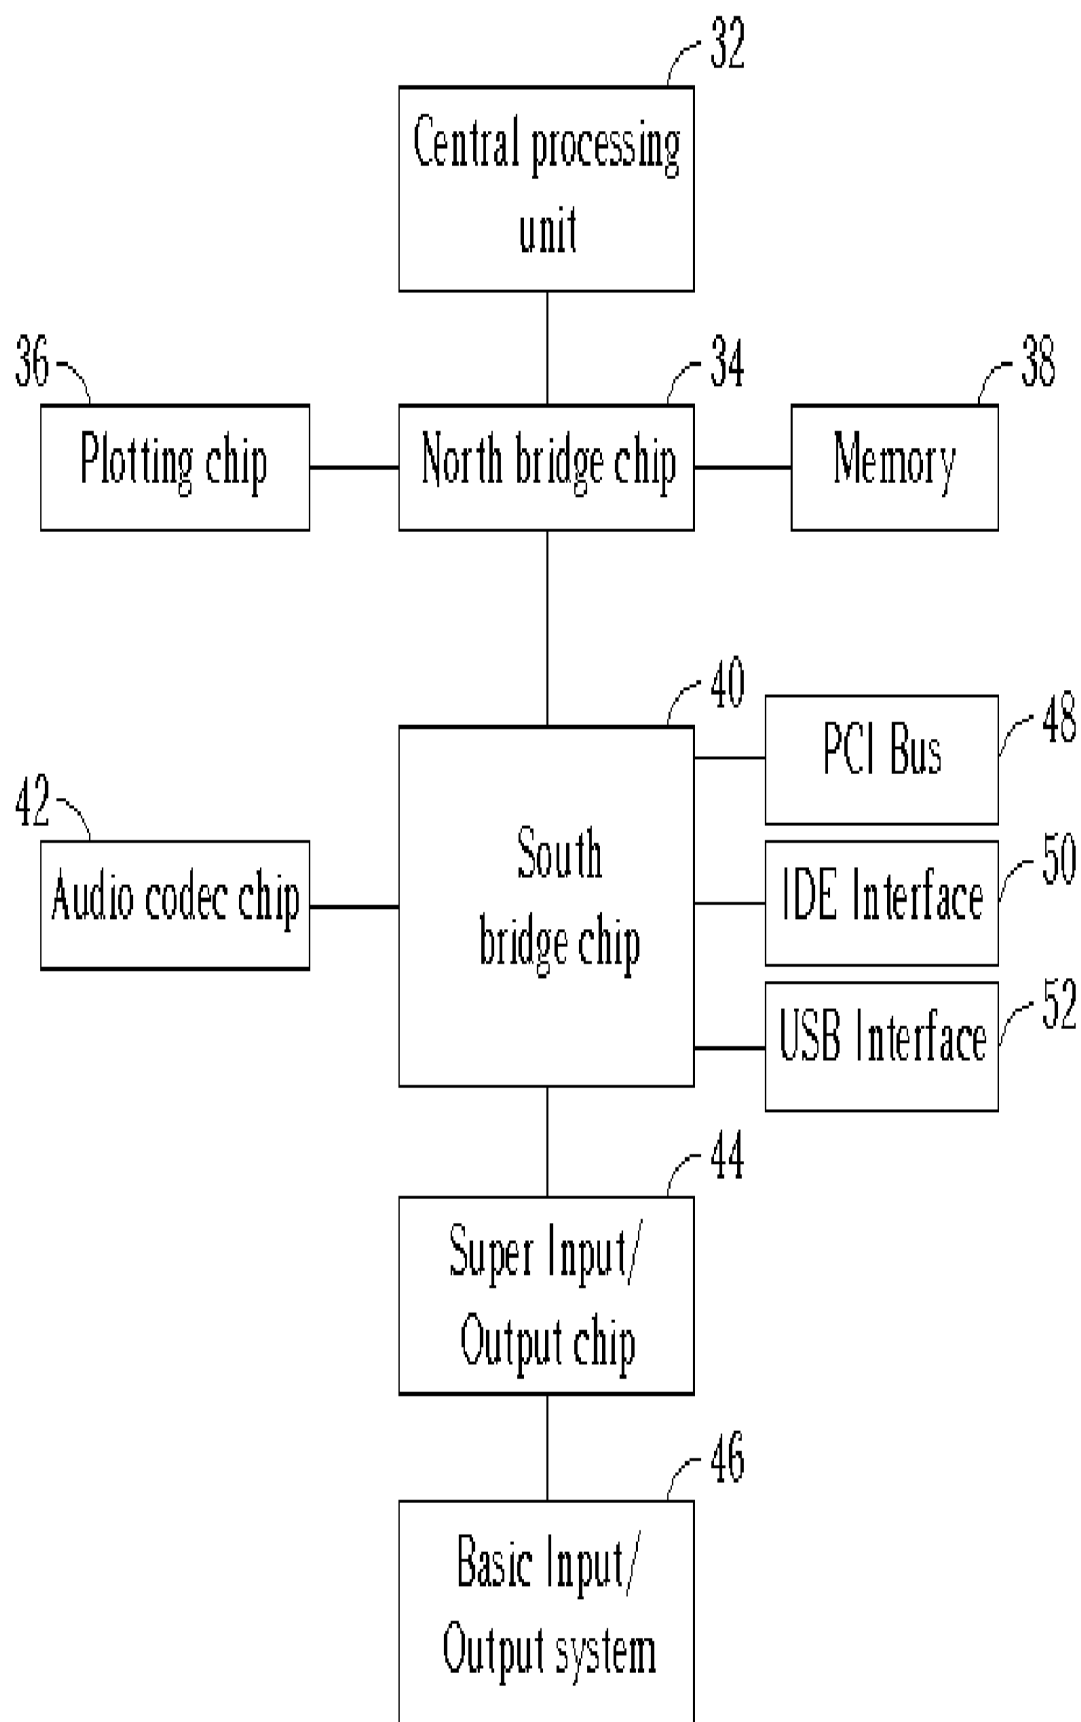 32
Central processing
unit
36
34
38
Plotting chip
North bridge chip
Memory
40
48
PCI Bus
42
South
bridge chip
50
Audio codec chip
IDE Interface
52
USB Interface
44
Super Input/
Output chip
46
Basic Input/
Output system